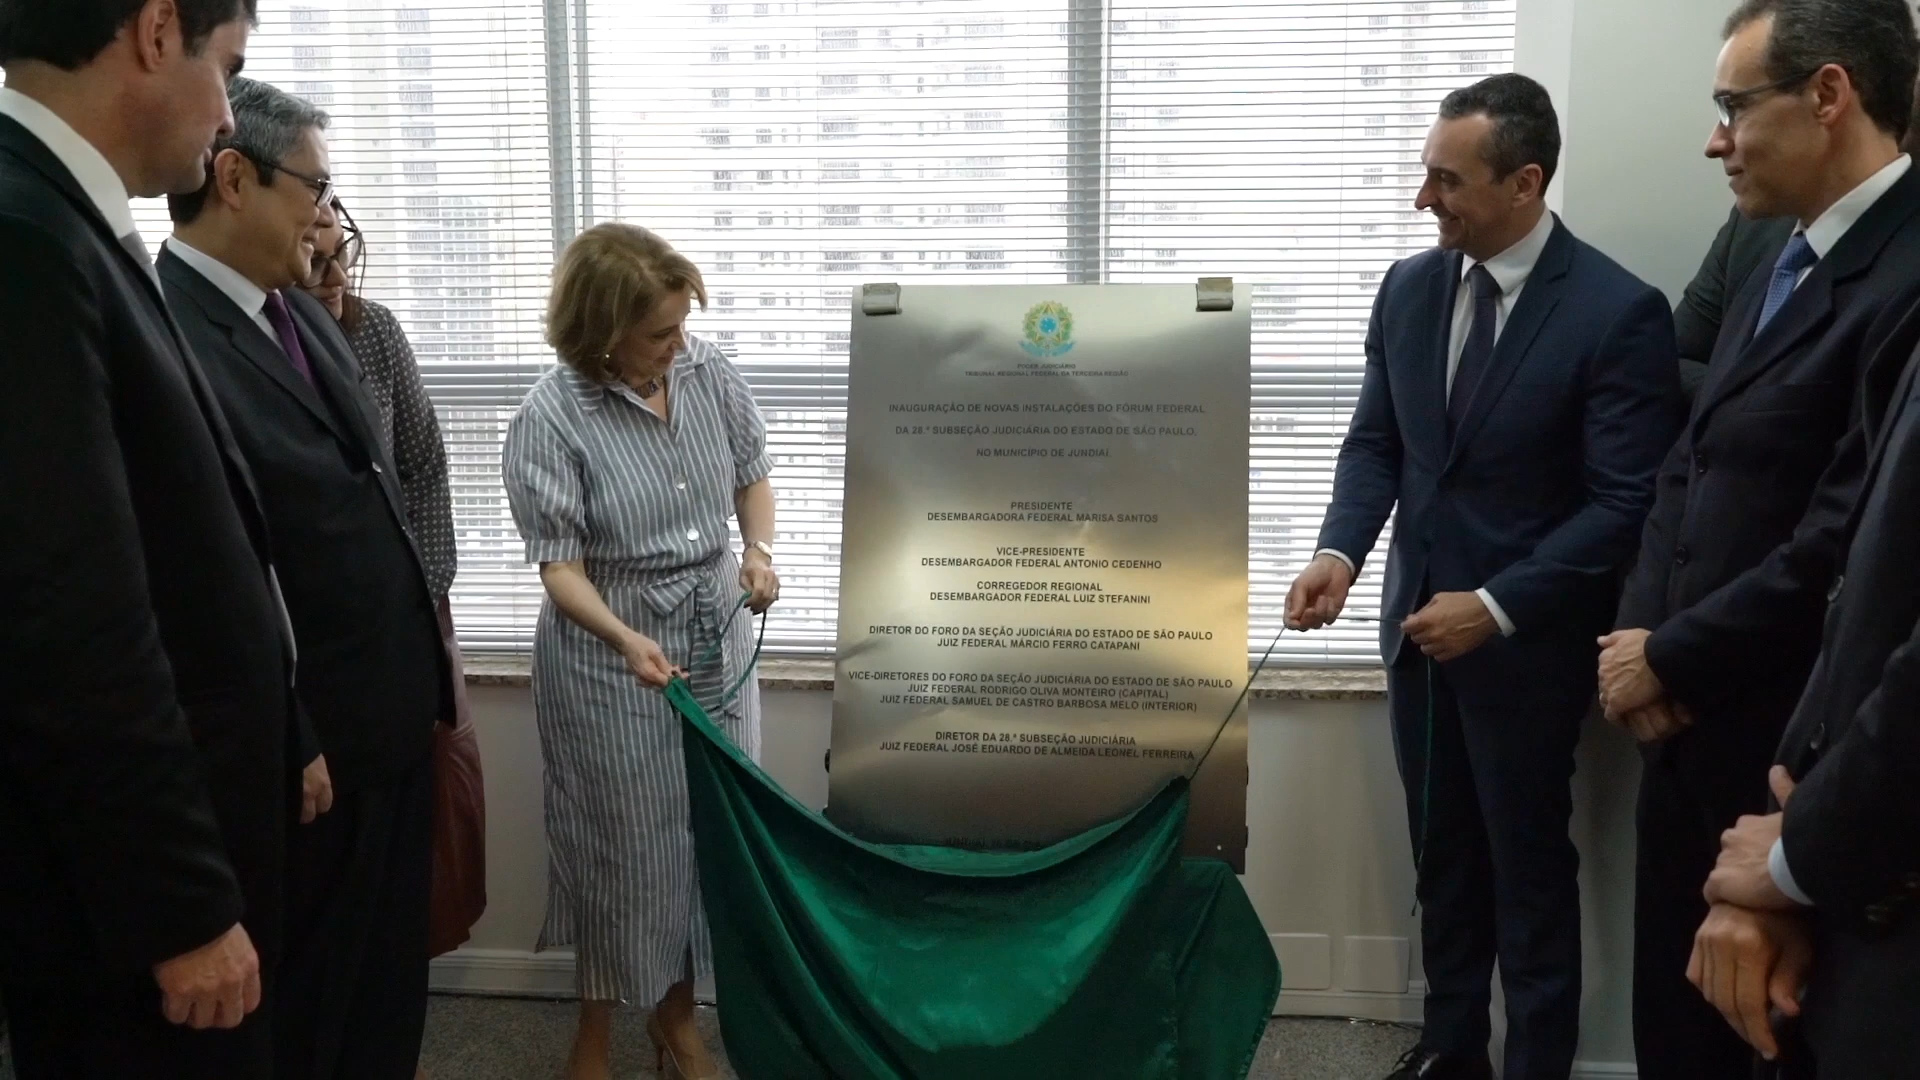 PODER JUDICIÁRIO
TRIBUNAL REGIONAL FEDERAL DA TERCEIRA REGIÃO
INAUGURAÇÃO DE NOVAS INSTALAÇÕES DO FÓRUM FEDERAL
DA 28.ª SUBSEÇÃO JUDICIÁRIA DO ESTADO DE SÃO PAULO,
NO MUNICÍPIO DE JUNDIAÍ.
PRESIDENTE
DESEMBARGADORA FEDERAL MARISA SANTOS
VICE-PRESIDENTE
DESEMBARGADOR FEDERAL ANTONIO CEDENHO
CORREGEDOR REGIONAL
DESEMBARGADOR FEDERAL LUIZ STEFANINI
DIRETOR DO FORO DA SEÇÃO JUDICIÁRIA DO ESTADO DE SÃO PAULO
JUIZ FEDERAL MÁRCIO FERRO CATAPANI
VICE-DIRETORES DO FORO DA SEÇÃO JUDICIÁRIA DO ESTADO DE SÃO PAULO
JUIZ FEDERAL RODRIGO OLIVA MONTEIRO (CAPITAL)
JUIZ FEDERAL SAMUEL DE CASTRO BARBOSA MELO (INTERIOR)
DIRETOR DA 28.ª SUBSEÇÃO JUDICIÁRIA
JUIZ FEDERAL JOSÉ EDUARDO DE ALMEIDA LEONEL FERREIRA